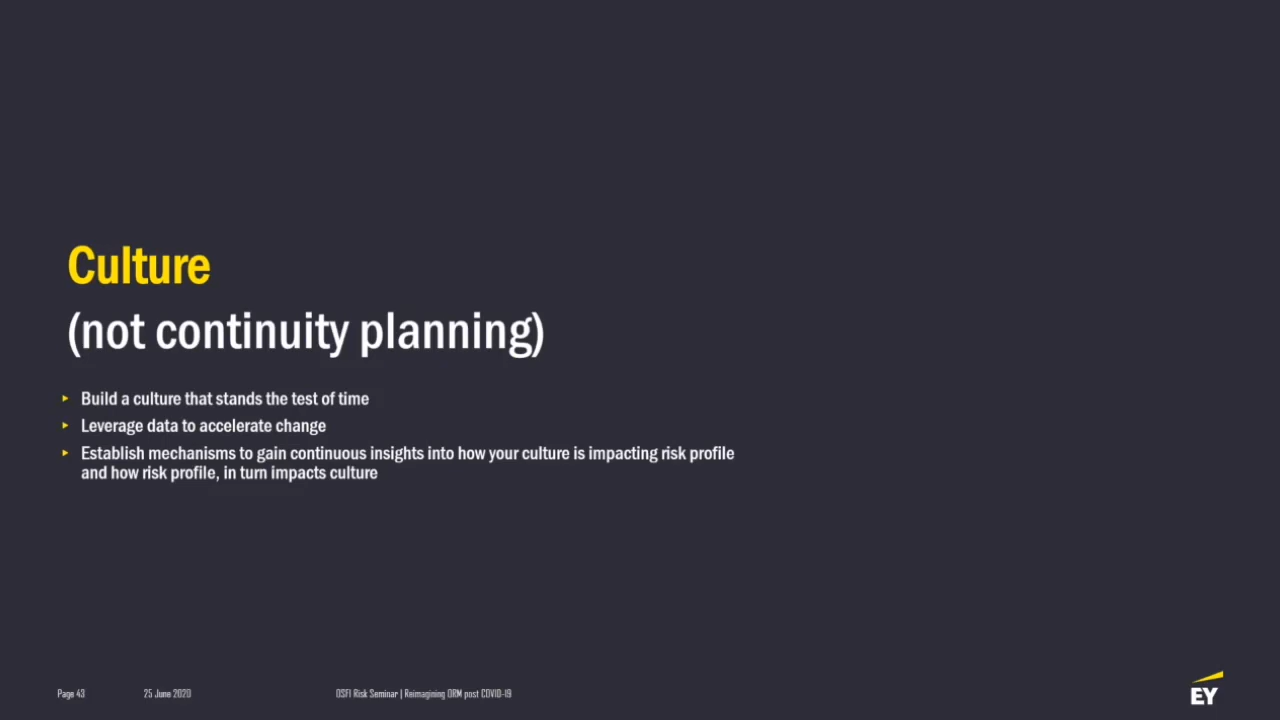 Culture
(not continuity planning)
▸ Build a culture that stands the test of time
▸ Leverage data to accelerate change
▸ Establish mechanisms to gain continuous insights into how your culture is impacting risk profile
and how risk profile, in turn impacts culture
Page 43 25 June 2020 OSFI Risk Seminar | Reimagining ORM post COVID-19
EY